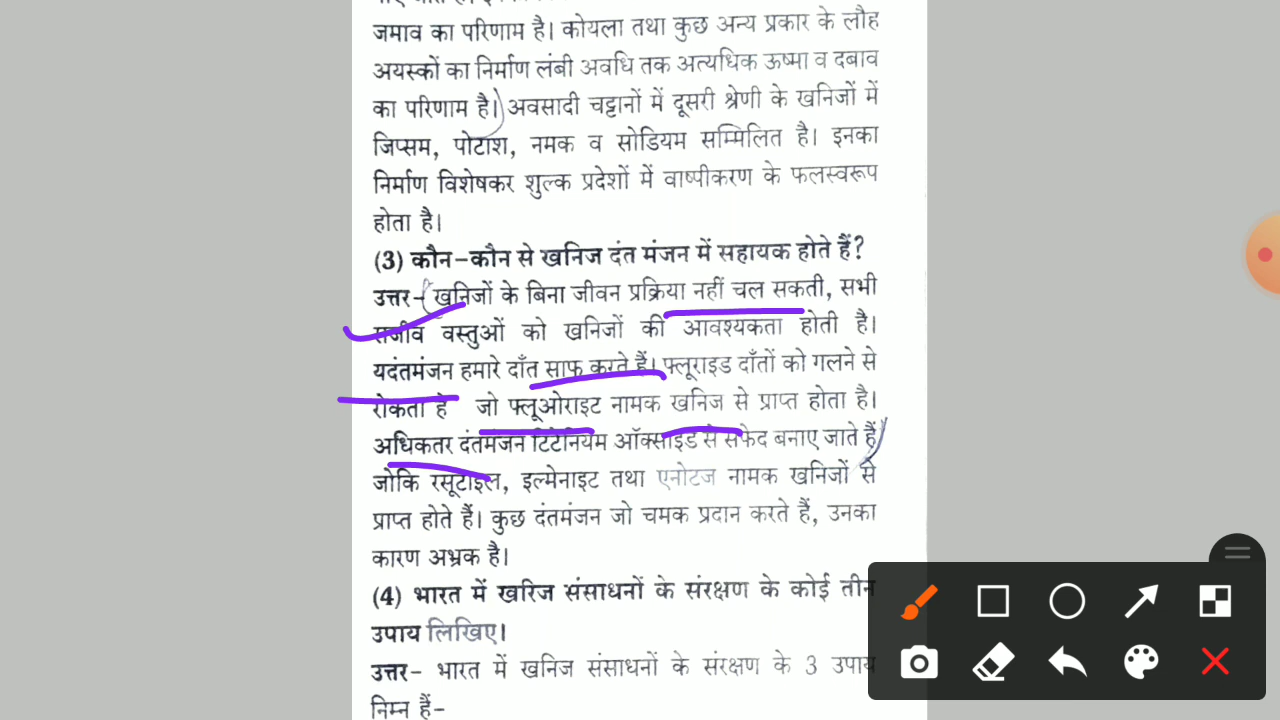 जमाव का परिणाम है। कोयला तथा कुछ अन्य प्रकार के लौह
अयस्कों का निर्माण लंबी अवधि तक अत्यधिक ऊष्मा व दबाव
का परिणाम है।) अवसादी चट्टानों में दूसरी श्रेणी के खनिजों में
जिप्सम, पोटाश, नमक व सोडियम सम्मिलित है। इनका
निर्माण विशेषकर शुल्क प्रदेशों में वाष्पीकरण के फलस्वरूप
होता है।
(3) कौन-कौन से खनिज दंत मंजन में सहायक होते हैं?
उत्तर- (खनिजों के बिना जीवन प्रक्रिया नहीं चल सकती, सभी
सजीव वस्तुओं को खनिजों की आवश्यकता होती है।
यदंतमंजन हमारे दाँत साफ करते हैं। फ्लूराइड दाँतों को गलने से
रोकता है जो फ्लूओराइट नामक खनिज से प्राप्त होता है।
अधिकतर दंतमंजन टिटेनियम ऑक्साइड से सफेद बनाए जाते हैं)
जोकि रसूटाइल, इल्मेनाइट तथा एनोटज नामक खनिजों से
प्राप्त होते हैं। कुछ दंतमंजन जो चमक प्रदान करते हैं, उनका
कारण अभ्रक है।
(4) भारत में खरिज संसाधनों के संरक्षण के कोई तीन
उपाय लिखिए।
उत्तर- भारत में खनिज संसाधनों के संरक्षण के 3 उपाय
निम्न हैं-